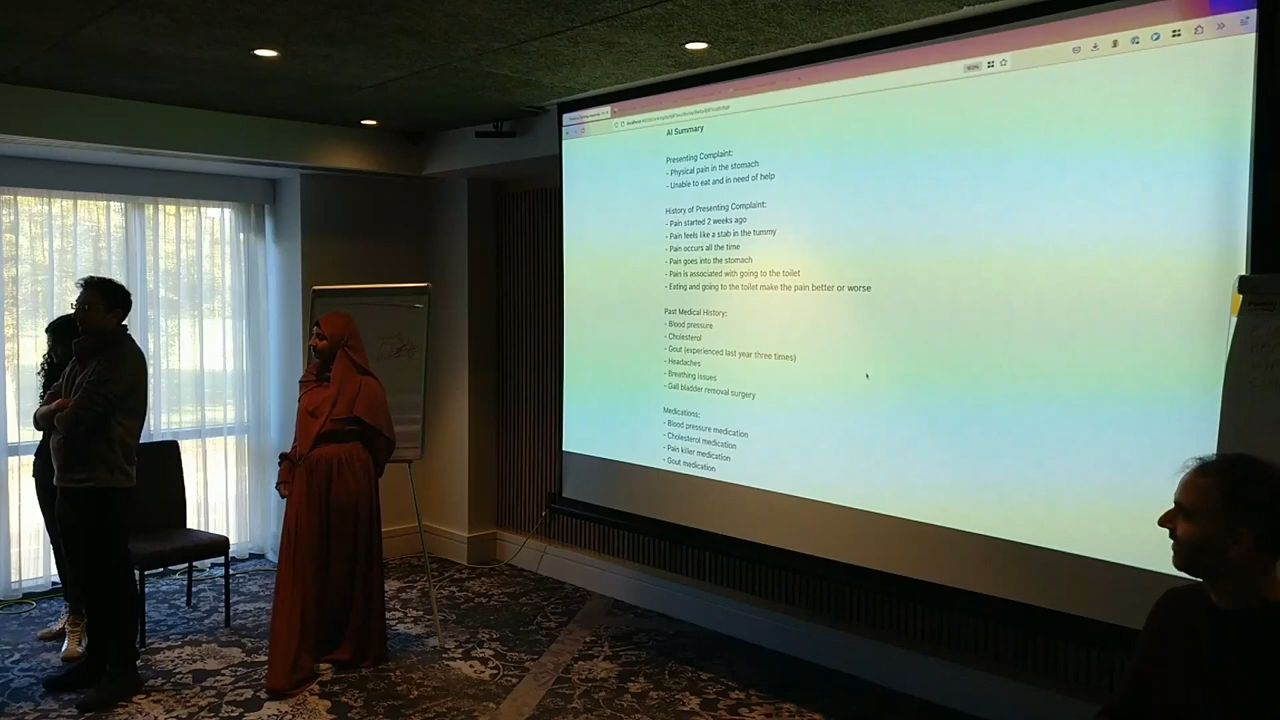 AI Summary
Presenting Complaint:
- Physical pain in the stomach
- Unable to eat and in need of help
History of Presenting Complaint:
- Pain started 2 weeks ago
- Pain feels like a stab in the tummy
- Pain occurs all the time
- Pain goes into the stomach
- Pain is associated with going to the toilet
- Eating and going to the toilet make the pain better or worse
Past Medical History:
- Blood pressure
- Cholesterol
- Gout (experienced last year three times)
- Headaches
- Breathing issues
- Gall bladder removal surgery
Medications:
- Blood pressure medication
- Cholesterol medication
- Pain killer medication
- Gout medication